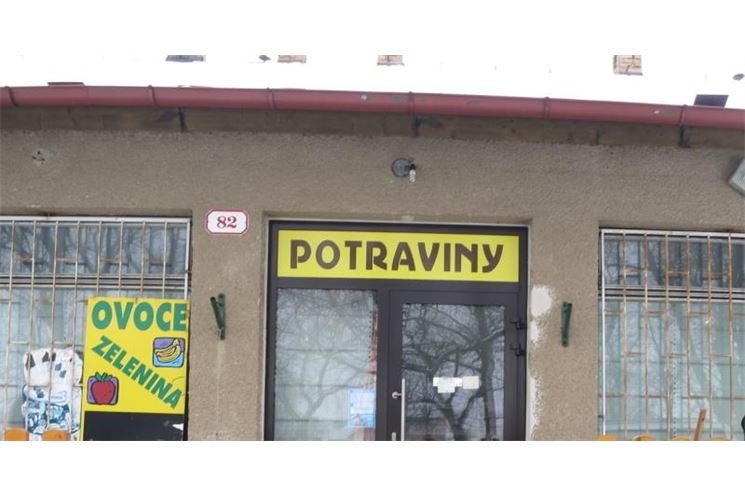 82
POTRAVINY
OVOCE
ZELENINA